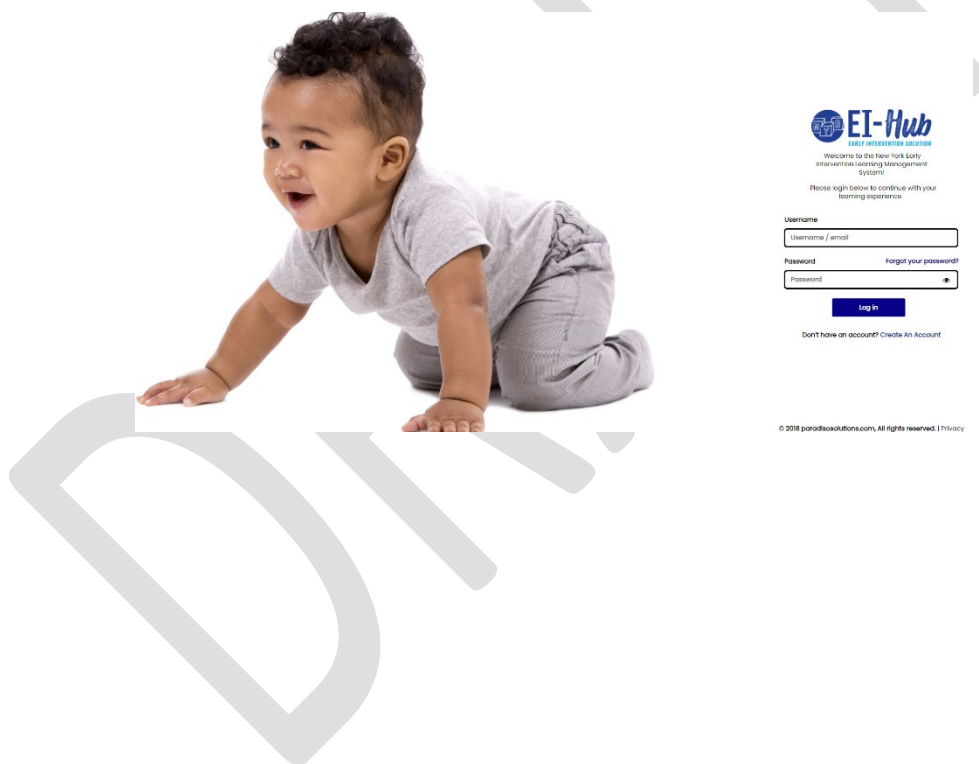 EI-Hub
EARLY INTERVENTION SOLUTION
Welcome to the New York Early
Intervention Learning Management
System!
Please login below to continue with your
learning experience.
Username
Username / email
Password Forgot your password?
Password
Log in
Don't have an account? Create An Account
© 2018 paradisosolutions.com, All rights reserved. | Privacy